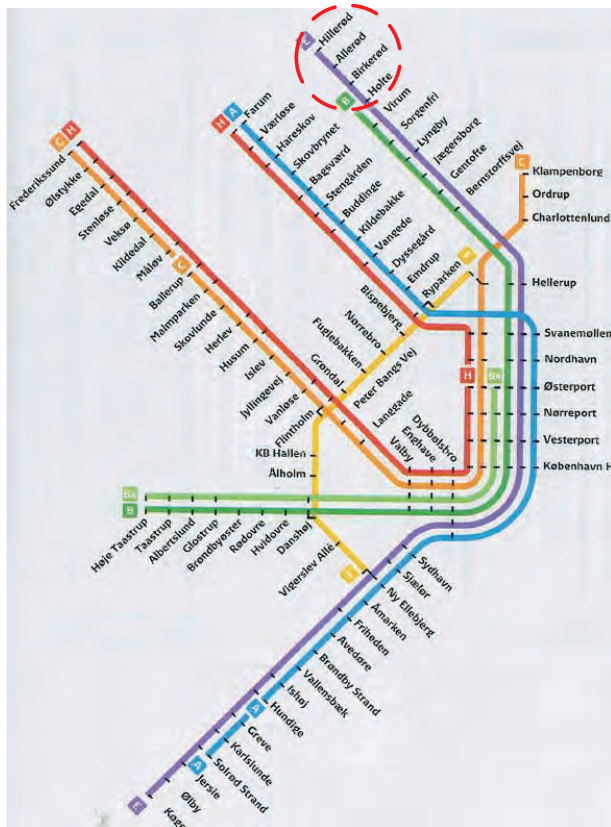 E
Hillerød
Allerød
Birkerød
Holte
B
Virum
Sorgenfri
Lyngby
Jægersborg
Gentofte
Bernstorffsvej
H
A
Farum
Værløse
Hareskov
Skovbrynet
Bagsværd
Stengården
Buddinge
Kildebakke
Vangede
Dyssegård
Emdrup
Ryparken
F
Bispebjerg
Nørrebro
Fuglebakken
Grøndal
Peter Bangs Vej
Flintholm
KB Hallen
Ålholm
C
H
Frederikssund
Ølstykke
Egedal
Stenløse
Veksø
Kildedal
Måløv
C
Ballerup
Malmparken
Skovlunde
Herlev
Husum
Islev
Jyllingevej
Vanløse
Langgade
Valby
Enghave
Dybbølsbro
C
Klampenborg
Ordrup
Charlottenlund
Hellerup
Svanemøllen
Nordhavn
H
Bx
Østerport
Nørreport
Vesterport
København H
Bx
B
Høje Taastrup
Taastrup
Albertslund
Glostrup
Brøndbyøster
Rødovre
Hvidovre
Danshøj
Vigerslev Allé
F
Sydhavn
Sjælør
Ny Ellebjerg
Åmarken
Friheden
Avedøre
Brøndby Strand
Vallensbæk
Ishøj
A
Hundige
Greve
Karlslunde
Solrød Strand
A
Jersie
Ølby
E
Køge